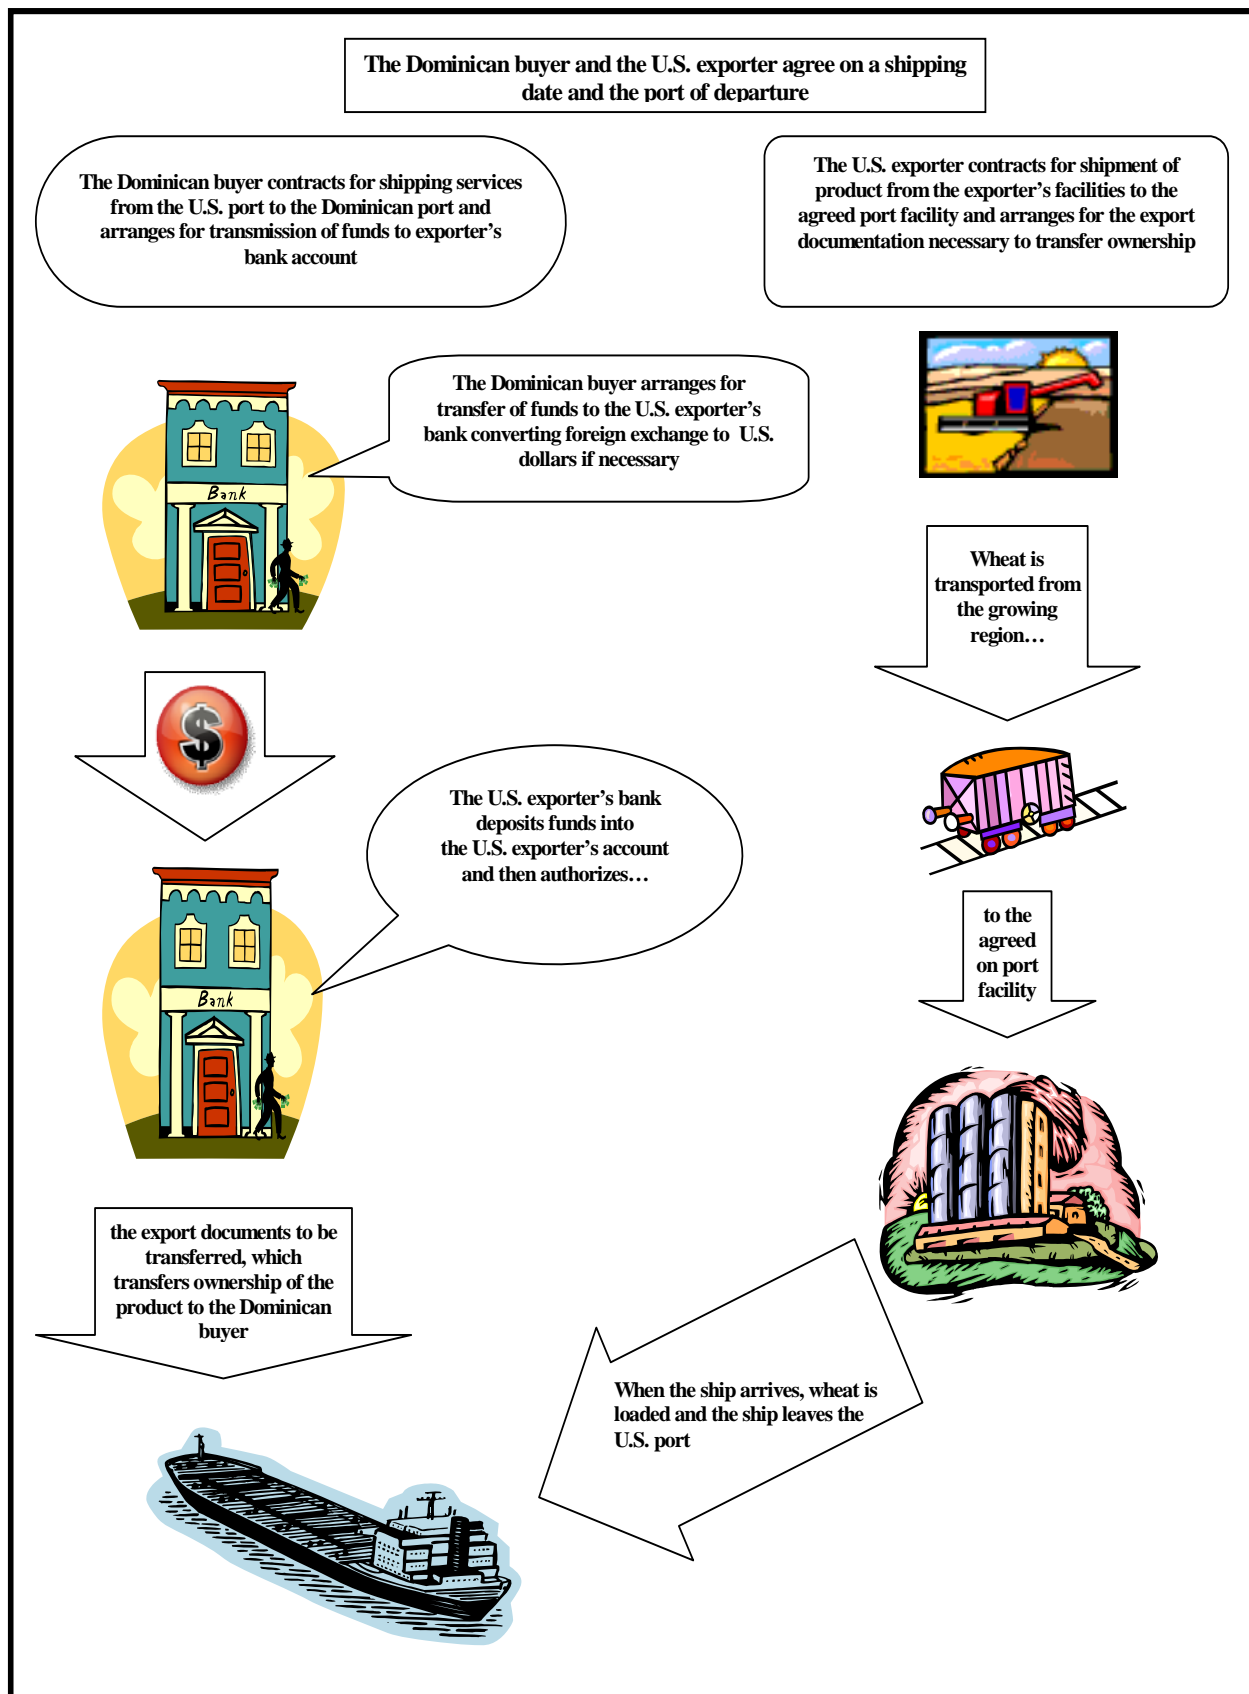 The Dominican buyer and the U.S. exporter agree on a shipping
date and the port of departure
The Dominican buyer contracts for shipping services
from the U.S. port to the Dominican port and
arranges for transmission of funds to exporter’s
bank account
The U.S. exporter contracts for shipment of
product from the exporter’s facilities to the
agreed port facility and arranges for the export
documentation necessary to transfer ownership
The Dominican buyer arranges for
transfer of funds to the U.S. exporter’s
bank converting foreign exchange to U.S.
dollars if necessary
Bank
Wheat is
transported from
the growing
region…
$
The U.S. exporter’s bank
deposits funds into
the U.S. exporter’s account
and then authorizes…
to the
agreed
on port
facility
Bank
the export documents to be
transferred, which
transfers ownership of the
product to the Dominican
buyer
When the ship arrives, wheat is
loaded and the ship leaves the
U.S. port